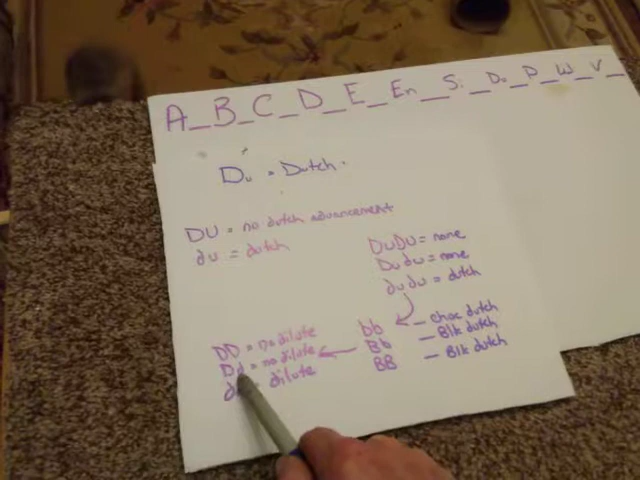 A_B_C_D_E_En_S_Du_P_W_V_
Du = Dutch.
DU = no dutch advancement
du = dutch
DuDu = none
Dudu = none
dudu = dutch
bb - choc dutch
Bb - Blk dutch
BB - Blk dutch
DD = no dilute
Dd = no dilute
= dilute